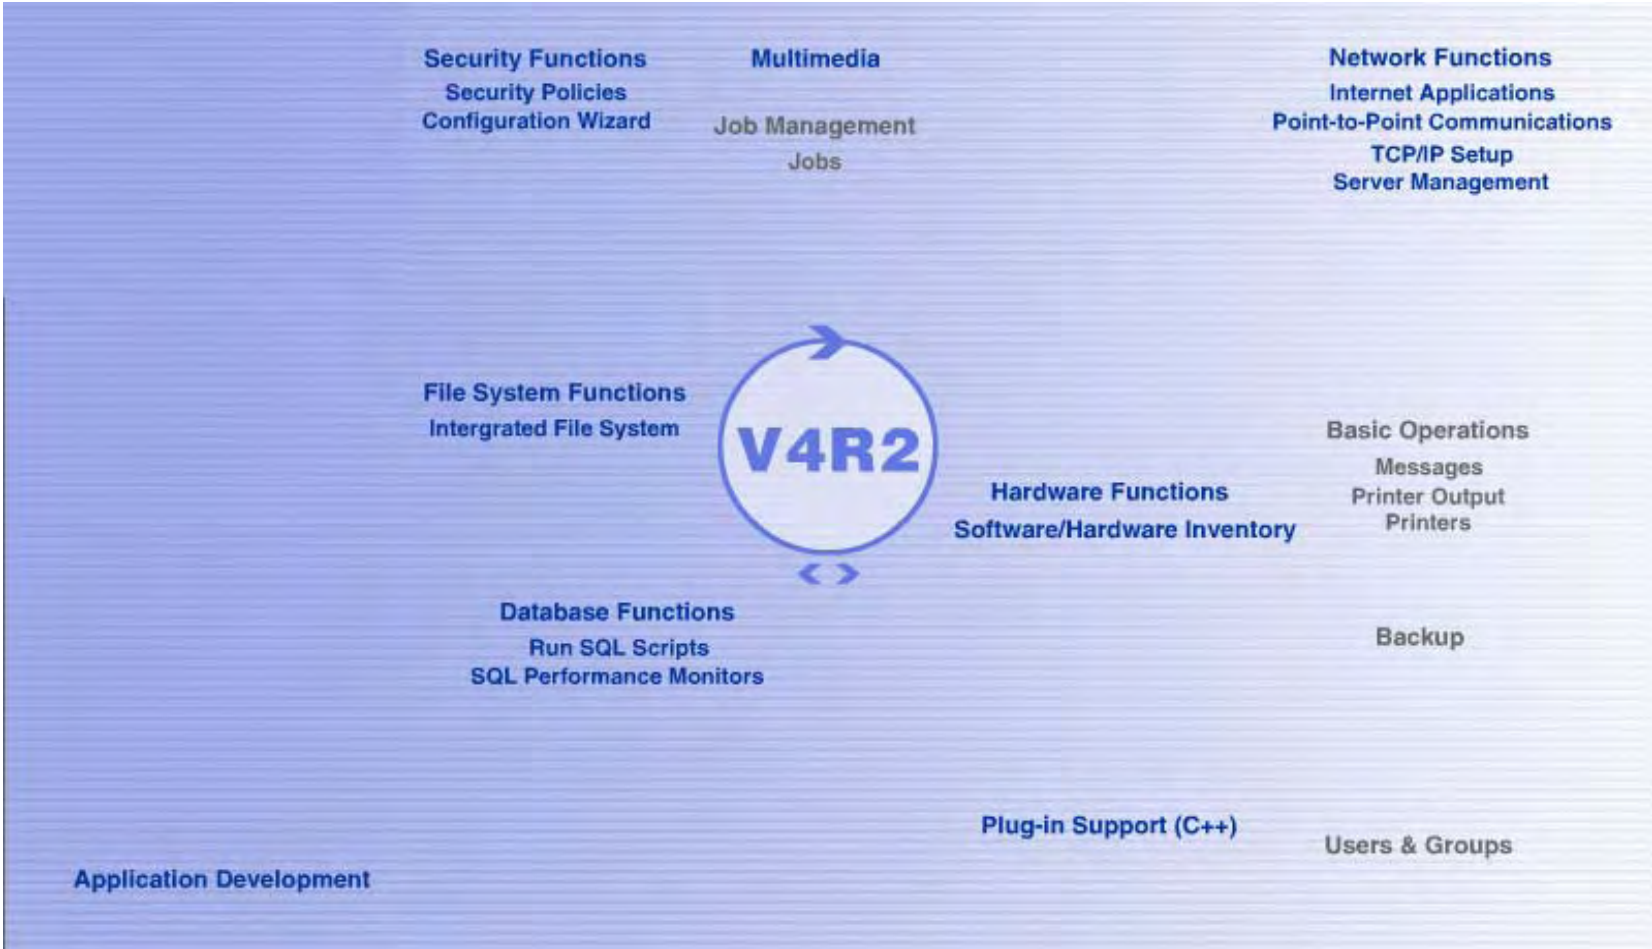 Security Functions
Security Policies
Configuration Wizard
Multimedia
Job Management
Jobs
Network Functions
Internet Applications
Point-to-Point Communications
TCP/IP Setup
Server Management
File System Functions
Intergrated File System
V4R2
Hardware Functions
Software/Hardware Inventory
Basic Operations
Messages
Printer Output
Printers
Database Functions
Run SQL Scripts
SQL Performance Monitors
Backup
Plug-in Support (C++)
Users & Groups
Application Development